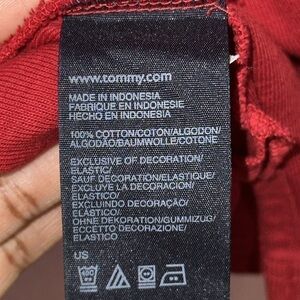 www.tommy.com
MADE IN INDONESIA
FABRIQUE EN INDONESIE
HECHO EN INDONESIA
100% COTTON/COTON/ALGODON/
ALGODÃO/BAUMWOLLE/COTONE
EXCLUSIVE OF DECORATION/
ELASTIC/
SAUF DECORATION/ELASTIQUE/
EXCLUYE LA DECORACION/
ELASTICO/
EXCLUINDO DECORAÇÃO/
ELÁSTICO/
OHNE DEKORATION/GUMMIZUG/
ECCETTO DECORAZIONE/
ELASTICO
US